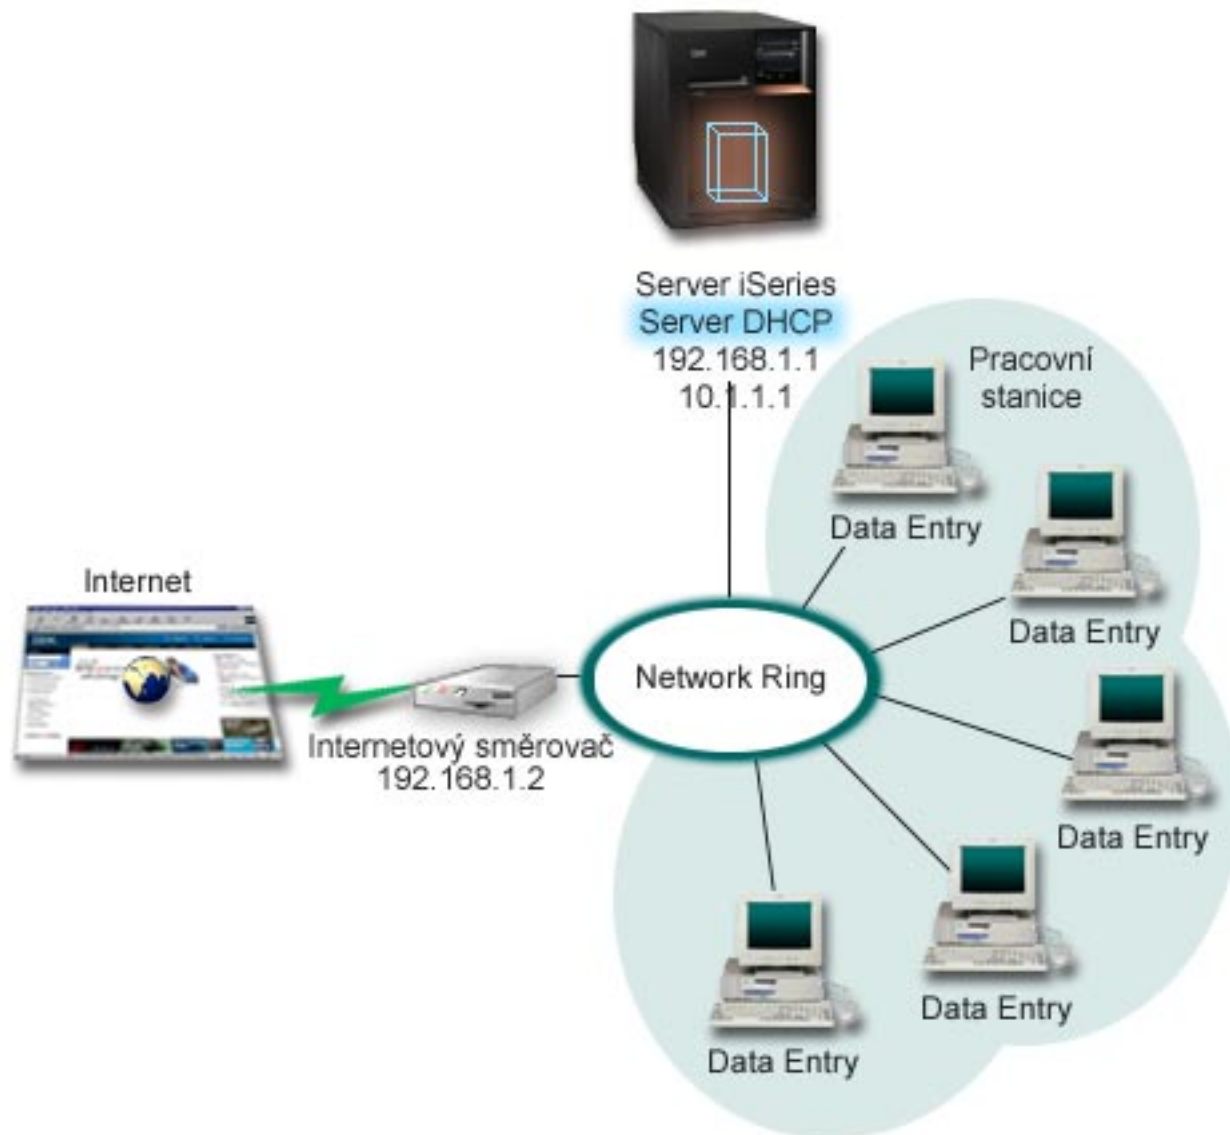 Server iSeries
Server DHCP
192.168.1.1
10.1.1.1
Pracovní
stanice
Data Entry
Data Entry
Internet
Network Ring
Internetový směrovač
192.168.1.2
Data Entry
Data Entry
Data Entry